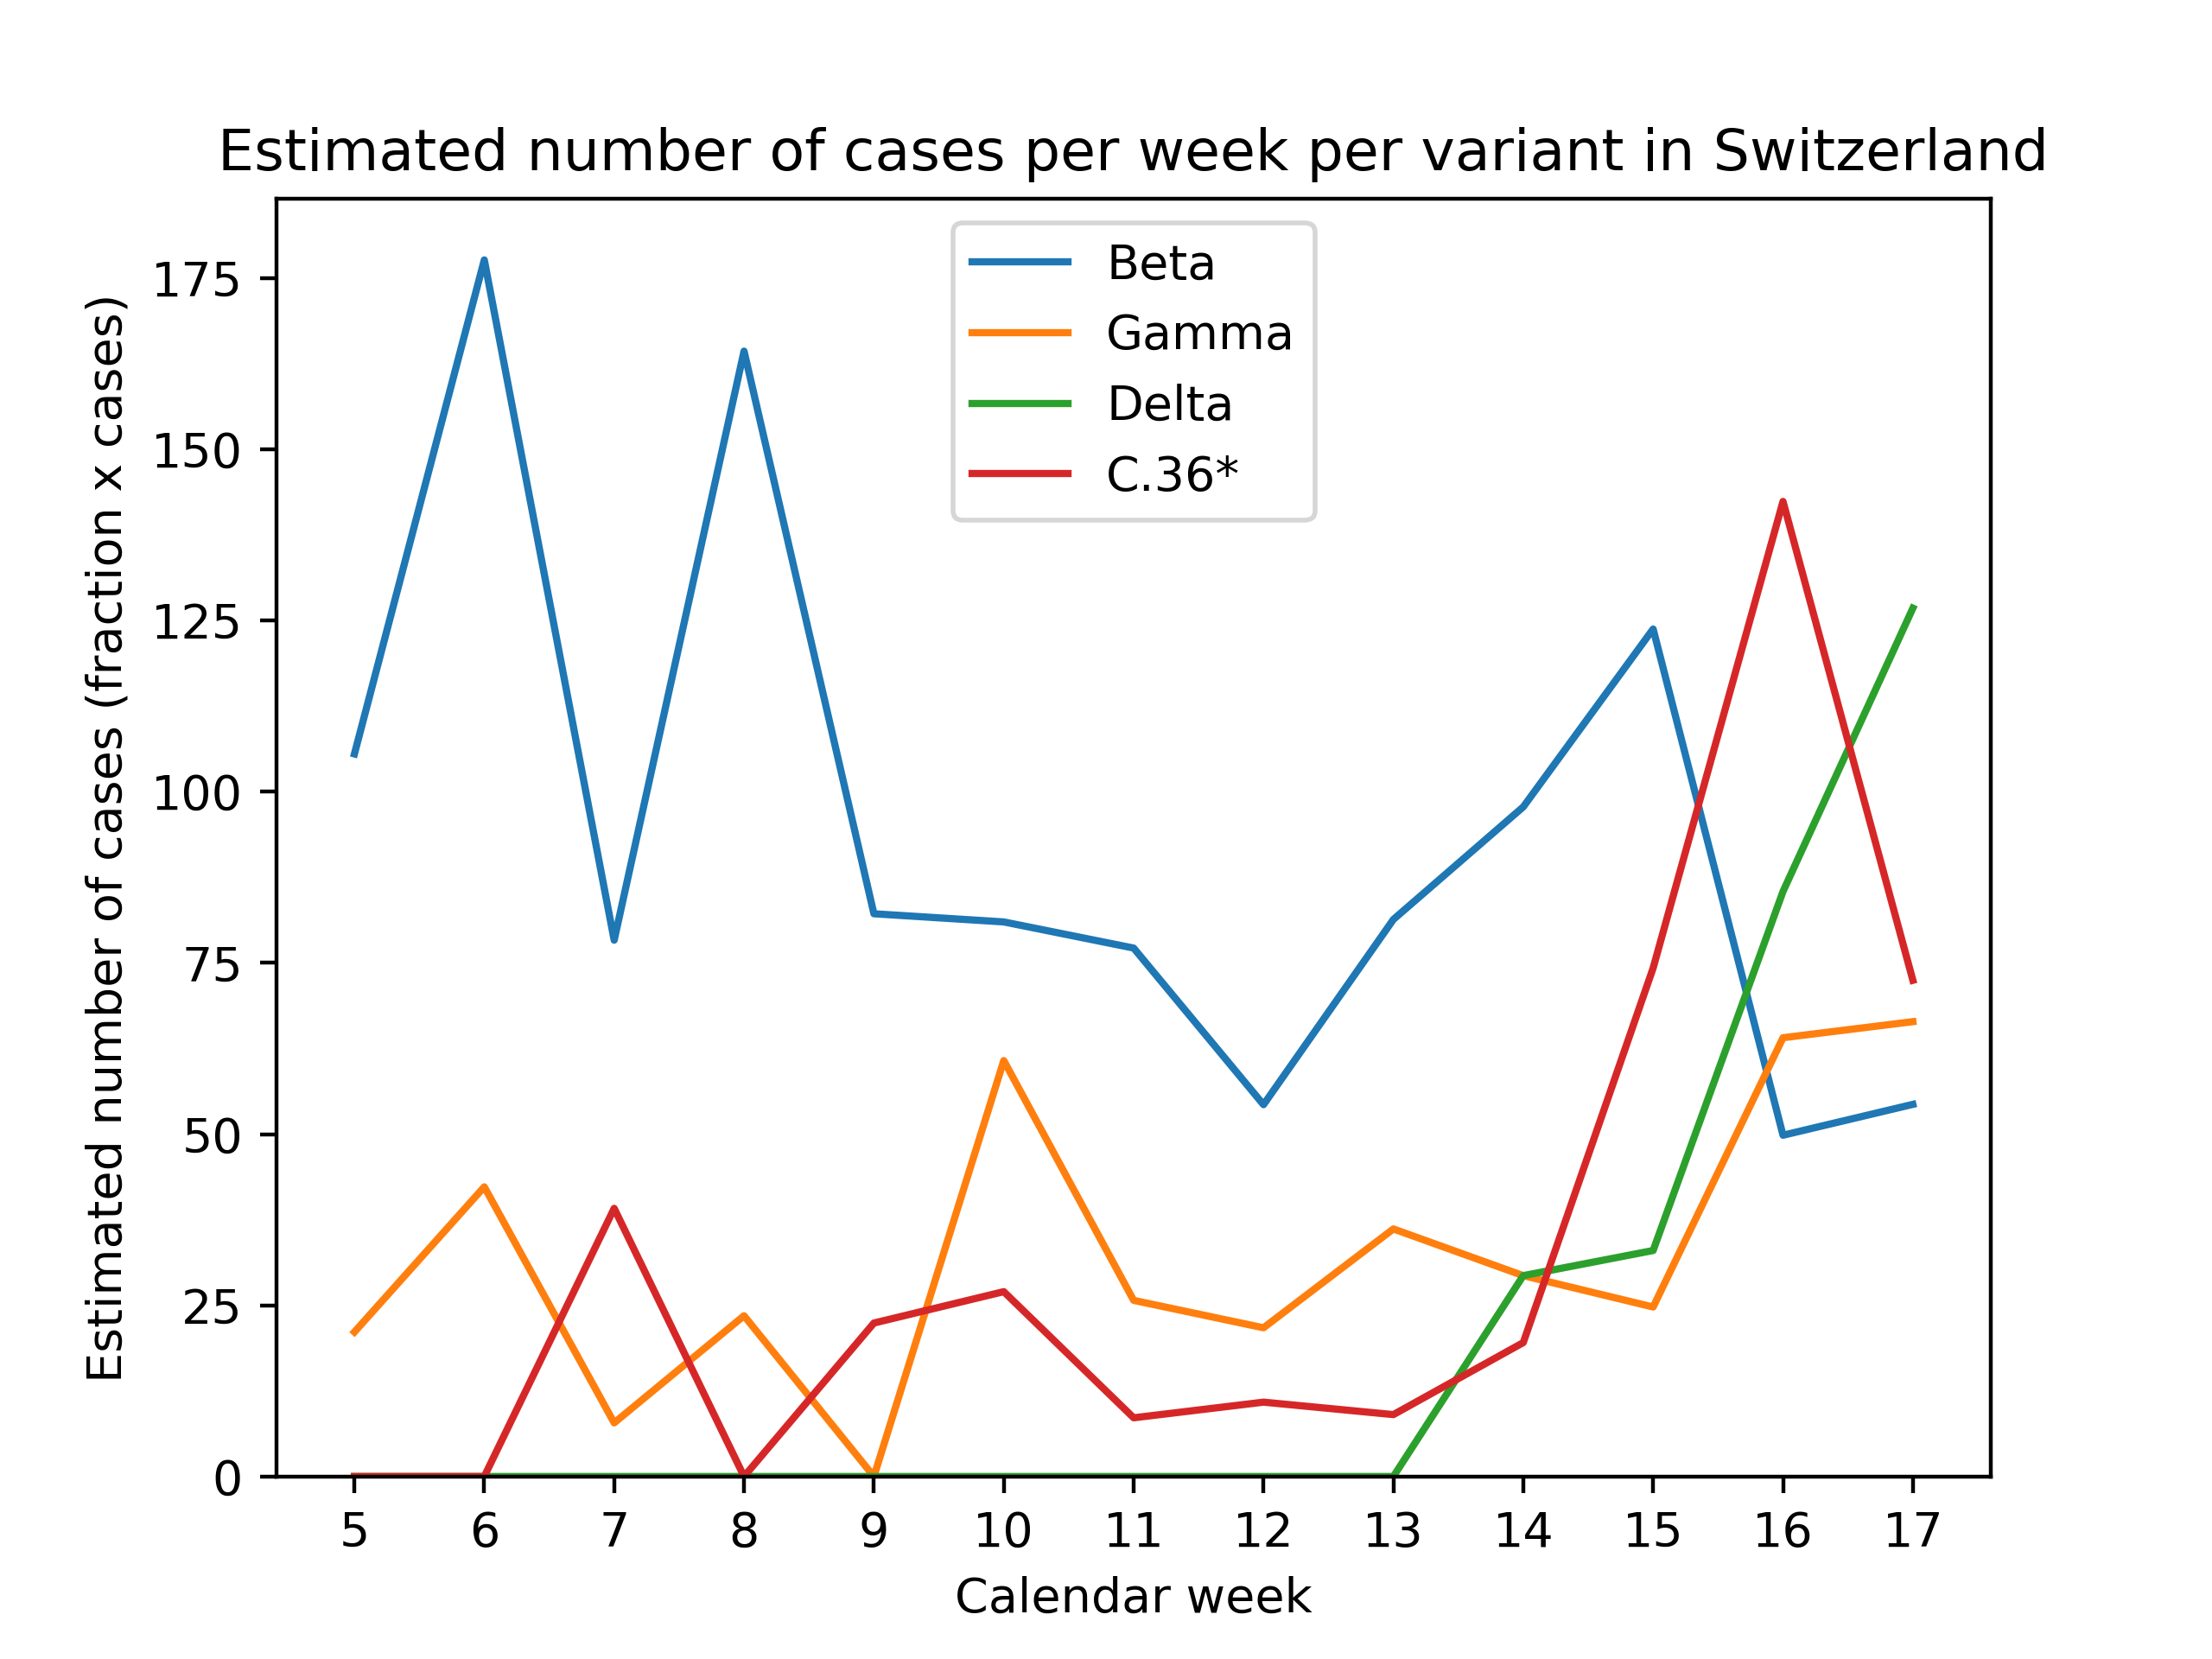 Estimated number of cases per week per variant in Switzerland
Beta
Gamma
Delta
C.36*
Estimated number of cases (fraction x cases)
175
150
125
100
75
50
25
0
5 6 7 8 9 10 11 12 13 14 15 16 17
Calendar week